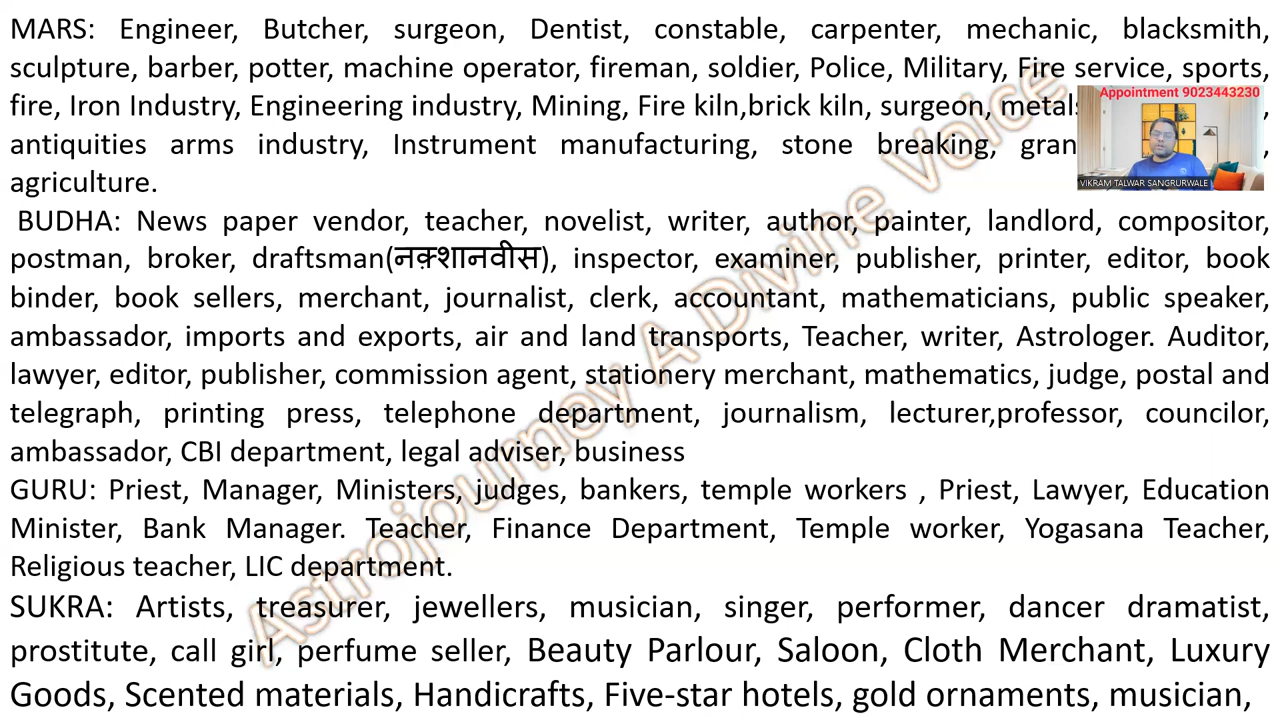 MARS: Engineer, Butcher, surgeon, Dentist, constable, carpenter, mechanic, blacksmith,
sculpture, barber, potter, machine operator, fireman, soldier, Police, Military, Fire service, sports,
fire, Iron Industry, Engineering industry, Mining, Fire kiln,brick kiln, surgeon, metals
Appointment 9023443230
antiquities arms industry, Instrument manufacturing, stone breaking,
VIKRAM TALWAR SANGRURWALE
agriculture.
BUDHA: News paper vendor, teacher, novelist, writer, author, painter, landlord, compositor,
postman, broker, draftsman(नक़्शानवीस), inspector, examiner, publisher, printer, editor, book
binder, book sellers, merchant, journalist, clerk, accountant, mathematicians, public speaker,
ambassador, imports and exports, air and land transports, Teacher, writer, Astrologer. Auditor,
lawyer, editor, publisher, commission agent, stationery merchant, mathematics, judge, postal and
telegraph, printing press, telephone department, journalism, lecturer,professor, councilor,
ambassador, CBI department, legal adviser, business
GURU: Priest, Manager, Ministers, judges, bankers, temple workers , Priest, Lawyer, Education
Minister, Bank Manager. Teacher, Finance Department, Temple worker, Yogasana Teacher,
Religious teacher, LIC department.
SUKRA: Artists, treasurer, jewellers, musician, singer, performer, dancer dramatist,
prostitute, call girl, perfume seller, Beauty Parlour, Saloon, Cloth Merchant, Luxury
Goods, Scented materials, Handicrafts, Five-star hotels, gold ornaments, musician,
Astrojourney A Divine Voice